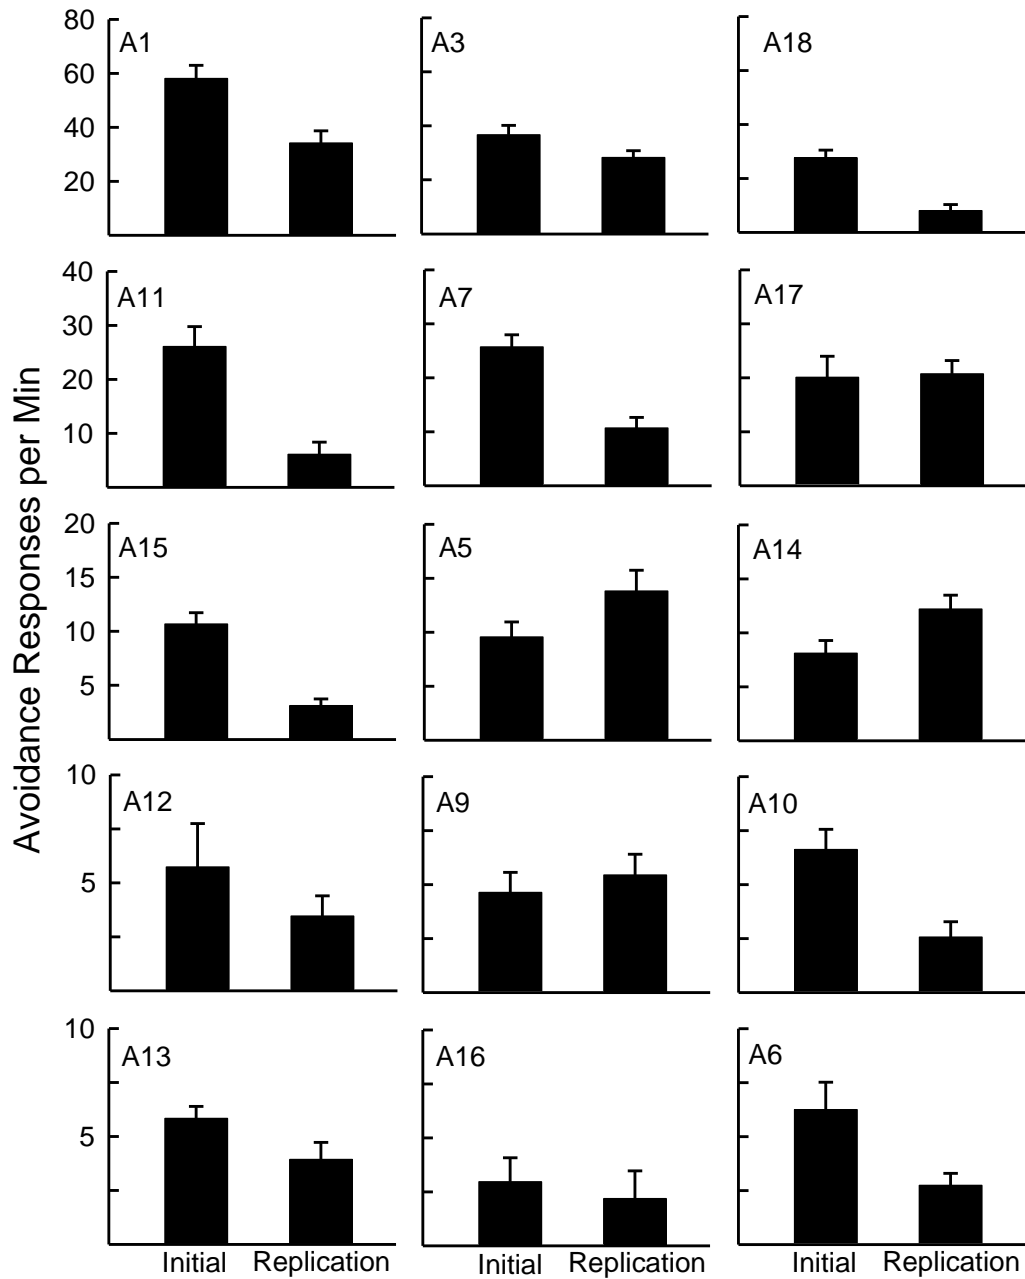 Avoidance Responses per Min
80
60
40
20
A1
A3
A18
40
30
20
10
A11
A7
A17
20
15
10
5
A15
A5
A14
10
5
A12
A9
A10
10
5
A13
A16
A6
Initial Replication
Initial Replication
Initial Replication